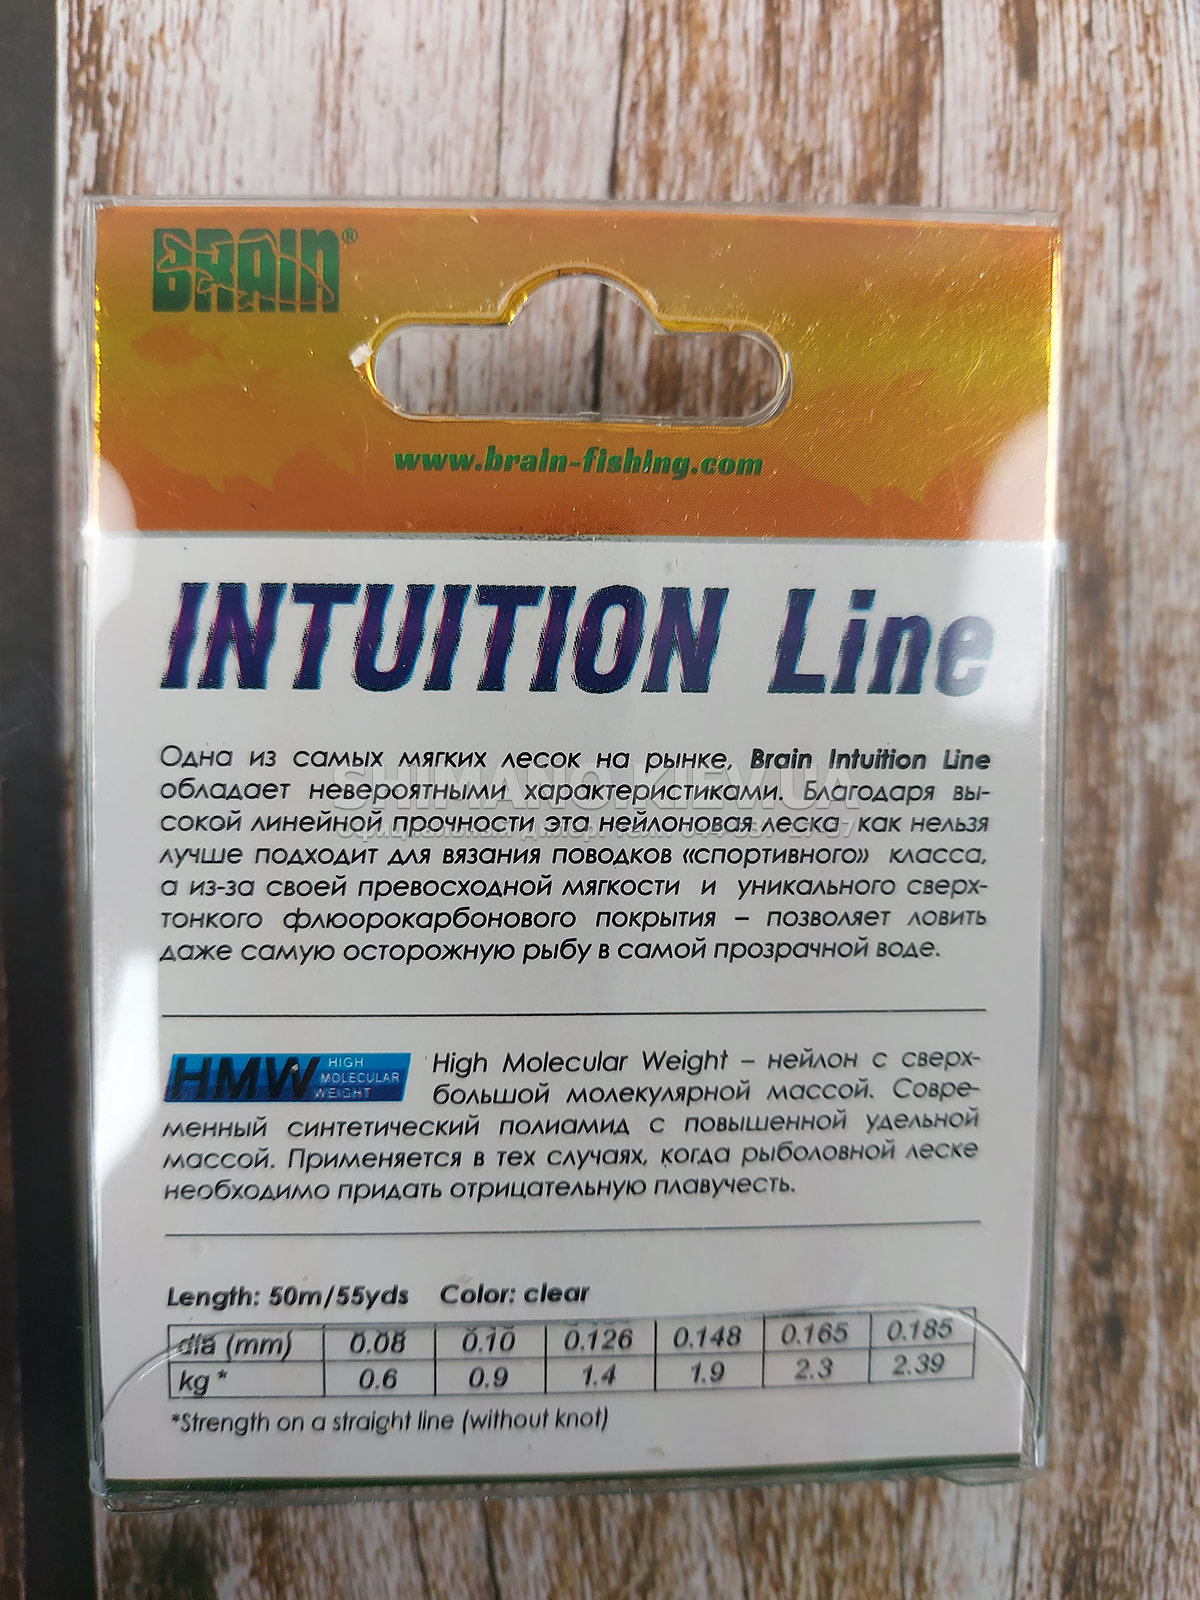 BRAIN®
www.brain-fishing.com
INTUITION Line
Одна из самых мягких лесок на рынке, Brain Intuition Line
обладает невероятными характеристиками. Благодаря вы-
сокой линейной прочности эта нейлоновая леска как нельзя
лучше подходит для вязания поводков «спортивного» класса,
а из-за своей превосходной мягкости и уникального сверх-
тонкого флюорокарбонового покрытия – позволяет ловить
даже самую осторожную рыбу в самой прозрачной воде.
SHIMANO.KIEV.UA
HMW HIGH MOLECULAR WEIGHT
High Molecular Weight – нейлон с сверх-
большой молекулярной массой. Совре-
менный синтетический полиамид с повышенной удельной
массой. Применяется в тех случаях, когда рыболовной леске
необходимо придать отрицательную плавучесть.
Length: 50m/55yds Color: clear
dia (mm) 0.08 0.10 0.126 0.148 0.165 0.185
kg* 0.6 0.9 1.4 1.9 2.3 2.39
*Strength on a straight line (without knot)